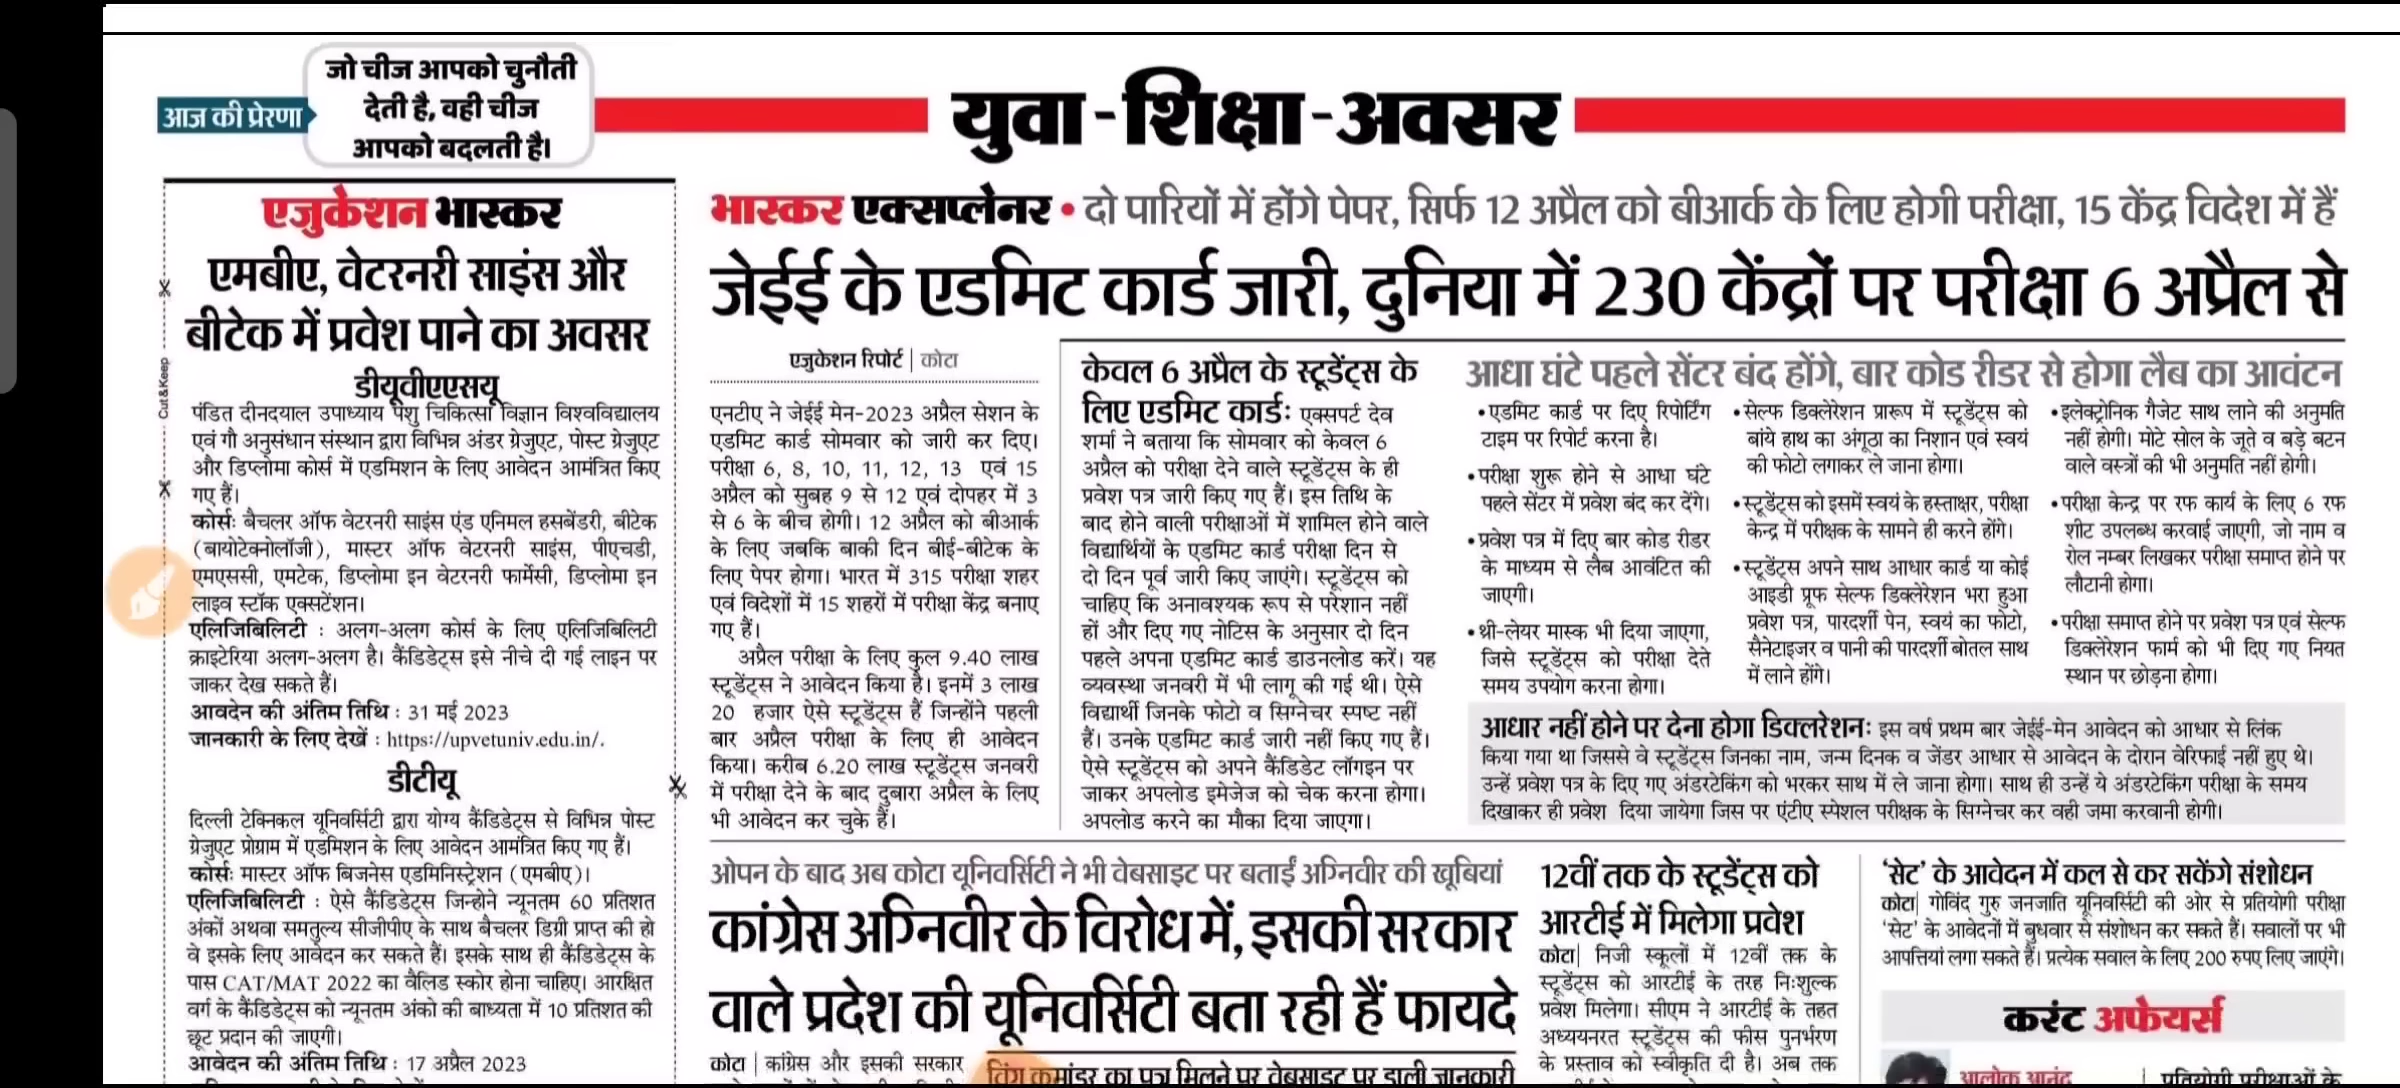 आज की प्रेरणा
जो चीज आपको चुनौती
देती है, वही चीज
आपको बदलती है।
युवा-शिक्षा-अवसर
एजुकेशन भास्कर
एमबीए, वेटरनरी साइंस और
बीटेक में प्रवेश पाने का अवसर
डीयूवीएएसयू
पंडित दीनदयाल उपाध्याय पशु चिकित्सा विज्ञान विश्वविद्यालय
एवं गौ अनुसंधान संस्थान द्वारा विभिन्न अंडर ग्रेजुएट, पोस्ट ग्रेजुएट
और डिप्लोमा कोर्स में एडमिशन के लिए आवेदन आमंत्रित किए
गए हैं।
कोर्सः बैचलर ऑफ वेटरनरी साइंस एंड एनिमल हसबेंडरी, बीटेक
(बायोटेक्नोलॉजी), मास्टर ऑफ वेटरनरी साइंस, पीएचडी,
एमएससी, एमटेक, डिप्लोमा इन वेटरनरी फार्मेसी, डिप्लोमा इन
लाइव स्टॉक एक्सटेंशन।
एलिजिबिलिटी : अलग-अलग कोर्स के लिए एलिजिबिलिटी
क्राइटेरिया अलग-अलग है। कैंडिडेट्स इसे नीचे दी गई लाइन पर
जाकर देख सकते हैं।
आवदेन की अंतिम तिथि : 31 मई 2023
जानकारी के लिए देखें : https://upvetuniv.edu.in/.
डीटीयू
दिल्ली टेक्निकल यूनिवर्सिटी द्वारा योग्य कैंडिडेट्स से विभिन्न पोस्ट
ग्रेजुएट प्रोग्राम में एडमिशन के लिए आवेदन आमंत्रित किए गए हैं।
कोर्सः मास्टर ऑफ बिजनेस एडमिनिस्ट्रेशन (एमबीए)।
एलिजिबिलिटी : ऐसे कैंडिडेट्स जिन्होने न्यूनतम 60 प्रतिशत
अंकों अथवा समतुल्य सीजीपीए के साथ बैचलर डिग्री प्राप्त की हो
वे इसके लिए आवेदन कर सकते हैं। इसके साथ ही कैंडिडेट्स के
पास CAT/MAT 2022 का वैलिड स्कोर होना चाहिए। आरक्षित
वर्ग के कैंडिडेट्स को न्यूनतम अंको की बाध्यता में 10 प्रतिशत की
छूट प्रदान की जाएगी।
आवेदन की अंतिम तिथि : 17 अप्रैल 2023
Cut&Keep
भास्कर एक्सप्लेनर • दो पारियों में होंगे पेपर, सिर्फ 12 अप्रैल को बीआर्क के लिए होगी परीक्षा, 15 केंद्र विदेश में हैं
जेईई के एडमिट कार्ड जारी, दुनिया में 230 केंद्रों पर परीक्षा 6 अप्रैल से
एजुकेशन रिपोर्ट | कोटा
एनटीए ने जेईई मेन-2023 अप्रैल सेशन के
एडमिट कार्ड सोमवार को जारी कर दिए।
परीक्षा 6, 8, 10, 11, 12, 13 एवं 15
अप्रैल को सुबह 9 से 12 एवं दोपहर में 3
से 6 के बीच होगी। 12 अप्रैल को बीआर्क
के लिए जबकि बाकी दिन बीई-बीटेक के
लिए पेपर होगा। भारत में 315 परीक्षा शहर
एवं विदेशों में 15 शहरों में परीक्षा केंद्र बनाए
गए हैं।
अप्रैल परीक्षा के लिए कुल 9.40 लाख
स्टूडेंट्स ने आवेदन किया है। इनमें 3 लाख
20 हजार ऐसे स्टूडेंट्स हैं जिन्होंने पहली
बार अप्रैल परीक्षा के लिए ही आवेदन
किया। करीब 6.20 लाख स्टूडेंट्स जनवरी
में परीक्षा देने के बाद दुबारा अप्रैल के लिए
भी आवेदन कर चुके हैं।
केवल 6 अप्रैल के स्टूडेंट्स के
लिए एडमिट कार्डः एक्सपर्ट देव
शर्मा ने बताया कि सोमवार को केवल 6
अप्रैल को परीक्षा देने वाले स्टूडेंट्स के ही
प्रवेश पत्र जारी किए गए हैं। इस तिथि के
बाद होने वाली परीक्षाओं में शामिल होने वाले
विद्यार्थियों के एडमिट कार्ड परीक्षा दिन से
दो दिन पूर्व जारी किए जाएंगे। स्टूडेंट्स को
चाहिए कि अनावश्यक रूप से परेशान नहीं
हों और दिए गए नोटिस के अनुसार दो दिन
पहले अपना एडमिट कार्ड डाउनलोड करें। यह
व्यवस्था जनवरी में भी लागू की गई थी। ऐसे
विद्यार्थी जिनके फोटो व सिग्नेचर स्पष्ट नहीं
हैं। उनके एडमिट कार्ड जारी नहीं किए गए हैं।
ऐसे स्टूडेंट्स को अपने कैंडिडेट लॉगइन पर
जाकर अपलोड इमेजेज को चेक करना होगा।
अपलोड करने का मौका दिया जाएगा।
आधा घंटे पहले सेंटर बंद होंगे, बार कोड रीडर से होगा लैब का आवंटन
•एडमिट कार्ड पर दिए रिपोर्टिंग
टाइम पर रिपोर्ट करना है।
•परीक्षा शुरू होने से आधा घंटे
पहले सेंटर में प्रवेश बंद कर देंगे।
•प्रवेश पत्र में दिए बार कोड रीडर
के माध्यम से लैब आवंटित की
जाएगी।
•थ्री-लेयर मास्क भी दिया जाएगा,
जिसे स्टूडेंट्स को परीक्षा देते
समय उपयोग करना होगा।
•सेल्फ डिक्लेरेशन प्रारूप में स्टूडेंट्स को
बांये हाथ का अंगूठा का निशान एवं स्वयं
की फोटो लगाकर ले जाना होगा।
•स्टूडेंट्स को इसमें स्वयं के हस्ताक्षर, परीक्षा
केन्द्र में परीक्षक के सामने ही करने होंगे।
•स्टूडेंट्स अपने साथ आधार कार्ड या कोई
आइडी प्रूफ सेल्फ डिक्लेरेशन भरा हुआ
प्रवेश पत्र, पारदर्शी पेन, स्वयं का फोटो,
सैनेटाइजर व पानी की पारदर्शी बोतल साथ
में लाने होंगे।
•इलेक्ट्रोनिक गैजेट साथ लाने की अनुमति
नहीं होगी। मोटे सोल के जूते व बड़े बटन
वाले वस्त्रों की भी अनुमति नहीं होगी।
•परीक्षा केन्द्र पर रफ कार्य के लिए 6 रफ
शीट उपलब्ध करवाई जाएगी, जो नाम व
रोल नम्बर लिखकर परीक्षा समाप्त होने पर
लौटानी होगा।
•परीक्षा समाप्त होने पर प्रवेश पत्र एवं सेल्फ
डिक्लेरेशन फार्म को भी दिए गए नियत
स्थान पर छोड़ना होगा।
आधार नहीं होने पर देना होगा डिक्लरेशनः इस वर्ष प्रथम बार जेईई-मेन आवेदन को आधार से लिंक
किया गया था जिससे वे स्टूडेंट्स जिनका नाम, जन्म दिनक व जेंडर आधार से आवेदन के दोरान वेरिफाई नहीं हुए थे।
उन्हें प्रवेश पत्र के दिए गए अंडरटेकिंग को भरकर साथ में ले जाना होगा। साथ ही उन्हें ये अंडरटेकिंग परीक्षा के समय
दिखाकर ही प्रवेश दिया जायेगा जिस पर एंटीए स्पेशल परीक्षक के सिग्नेचर कर वही जमा करवानी होगी।
ओपन के बाद अब कोटा यूनिवर्सिटी ने भी वेबसाइट पर बताईं अग्निवीर की खूबियां
कांग्रेस अग्निवीर के विरोध में, इसकी सरकार
वाले प्रदेश की यूनिवर्सिटी बता रही हैं फायदे
कोटा | कांग्रेस और इसकी सरकार
विंग कमांडर का पत्र मिलने पर वेबसाइट पर डाली जानकारी
12वीं तक के स्टूडेंट्स को
आरटीई में मिलेगा प्रवेश
कोटा| निजी स्कूलों में 12वीं तक के
स्टूडेंट्स को आरटीई के तरह निःशुल्क
प्रवेश मिलेगा। सीएम ने आरटीई के तहत
अध्ययनरत स्टूडेंट्स की फीस पुनर्भरण
के प्रस्ताव को स्वीकृति दी है। अब तक
'सेट' के आवेदन में कल से कर सकेंगे संशोधन
कोटा| गोविंद गुरु जनजाति यूनिवर्सिटी की ओर से प्रतियोगी परीक्षा
'सेट' के आवेदनों में बुधवार से संशोधन कर सकते हैं। सवालों पर भी
आपत्तियां लगा सकते हैं। प्रत्येक सवाल के लिए 200 रुपए लिए जाएंगे।
करंट अफेयर्स
आलोक आनंद
प्रतियोगी परीक्षाओं के